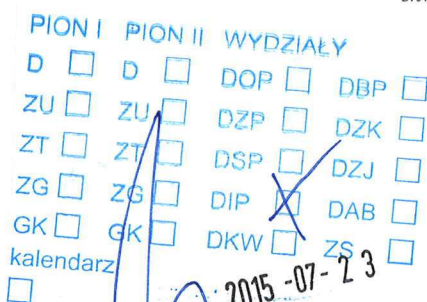 PION I PION II WYDZIAŁY
D ☐ D ☐ DOP ☐ DBP ☐
ZU ☐ ZU ☐ DZP ☐ DZK ☐
ZT ☐ ZT ☐ DSP ☐ DZJ ☐
ZG ☐ ZG ☐ DIP ☒ DAB ☐
GK ☐ GK ☐ DKW ☐ ZS ☐
kalendarz
☐
2015 -07- 23